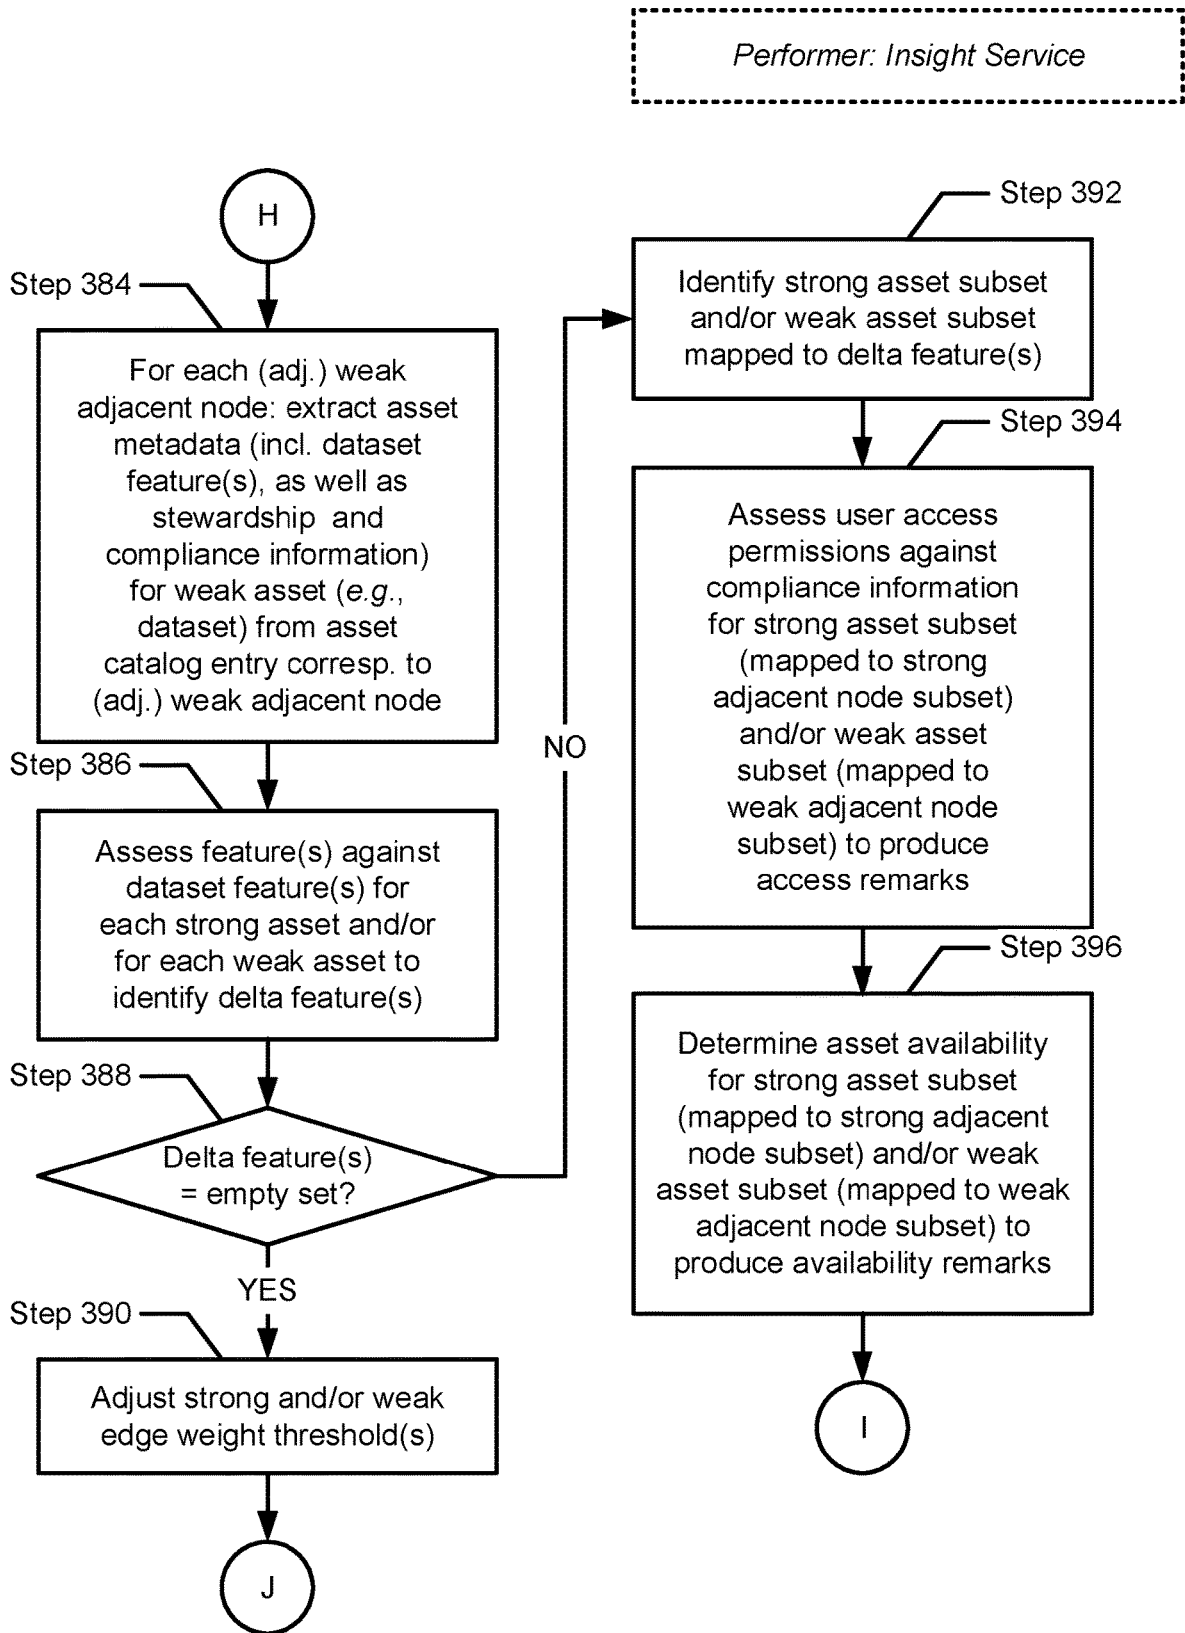 Performer: Insight Service
H
Step 384
For each (adj.) weak
adjacent node: extract asset
metadata (incl. dataset
feature(s), as well as
stewardship and
compliance information)
for weak asset (e.g.,
dataset) from asset
catalog entry corresp. to
(adj.) weak adjacent node
Step 386
Assess feature(s) against
dataset feature(s) for
each strong asset and/or
for each weak asset to
identify delta feature(s)
Step 388
Delta feature(s)
= empty set?
YES
Step 390
Adjust strong and/or weak
edge weight threshold(s)
J
NO
Step 392
Identify strong asset subset
and/or weak asset subset
mapped to delta feature(s)
Step 394
Assess user access
permissions against
compliance information
for strong asset subset
(mapped to strong
adjacent node subset)
and/or weak asset
subset (mapped to
weak adjacent node
subset) to produce
access remarks
Step 396
Determine asset availability
for strong asset subset
(mapped to strong adjacent
node subset) and/or weak
asset subset (mapped to weak
adjacent node subset) to
produce availability remarks
I